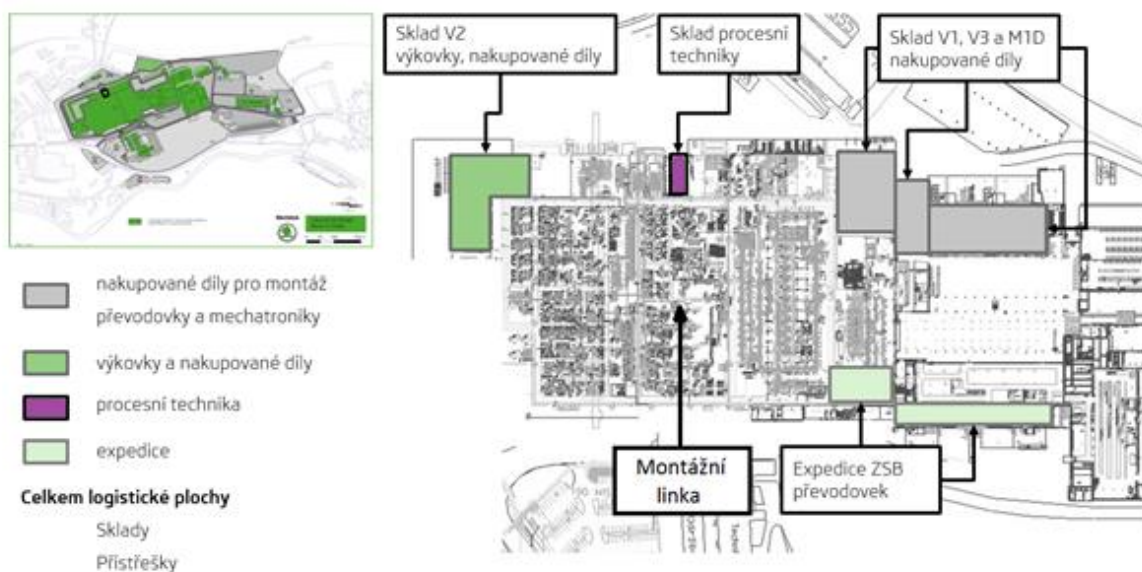 Sklad V2
výkovky, nakupované díly
Sklad procesní
techniky
Sklad V1, V3 a M1D
nakupované díly
nakupované díly pro montáž
převodovky a mechatroniky
výkovky a nakupované díly
procesní technika
expedice
Celkem logistické plochy
Sklady
Přístřešky
Montážní
linka
Expedice ZSB
převodovek